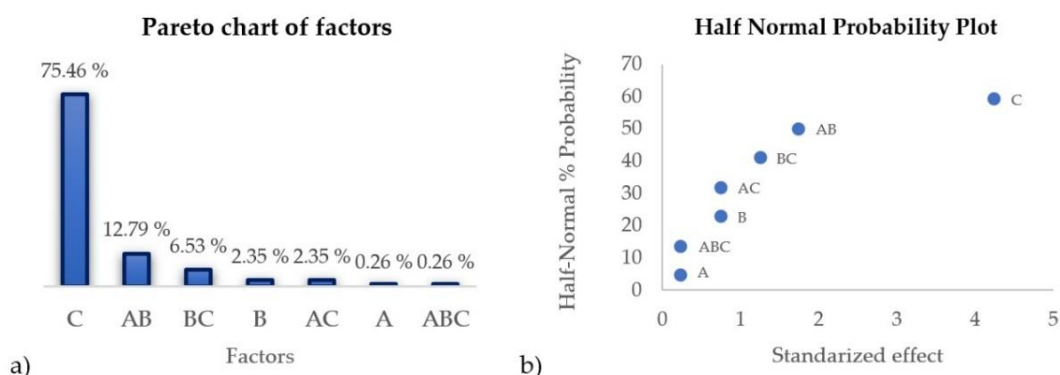 Pareto chart of factors
75.46 %
12.79 %
6.53 %
2.35 %
2.35 %
0.26 %
0.26 %
C AB BC B AC A ABC
Factors
a)
Half Normal Probability Plot
Half-Normal % Probability
70
60
50
40
30
20
10
0
C
AB
BC
AC
B
ABC
A
0 1 2 3 4 5
Standarized effect
b)